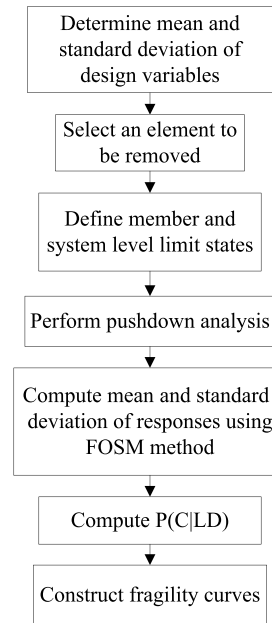 Determine mean and
standard deviation of
design variables
Select an element to
be removed
Define member and
system level limit states
Perform pushdown analysis
Compute mean and standard
deviation of responses using
FOSM method
Compute P(C|LD)
Construct fragility curves